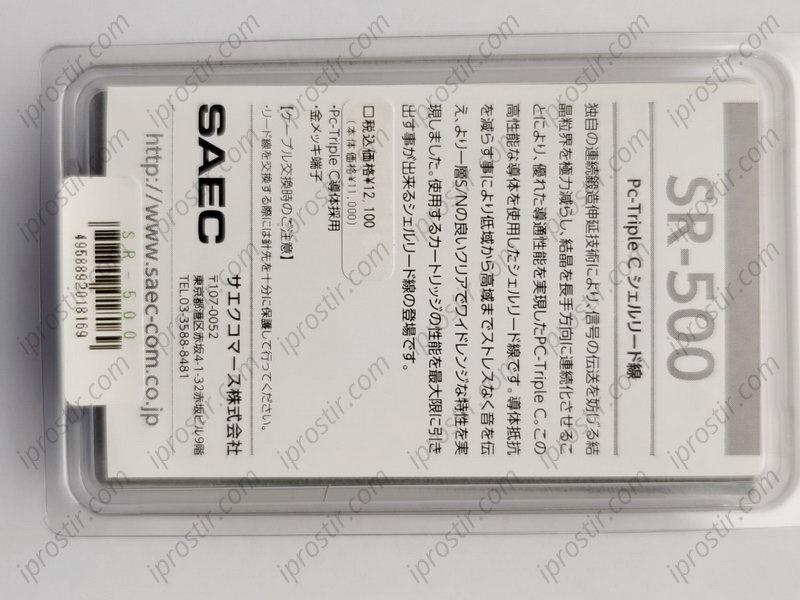 SR-500
Pc-Triple C シェルリード線
独自の連続鍛造伸延技術により、信号の伝送を妨げる結
晶粒界を極力減らし、結晶を長手方向に連続化させるこ
とにより、優れた導通性能を実現したPC-Triple C。この
高性能な導体を使用したシェルリード線です。導体抵抗
を減らす事により低域から高域までストレスなく音を伝
え、より一層S/Nの良いクリアでワイドレンジな特性を実
現しました。使用するカートリッジの性能を最大限に引き
出す事が出来るシェルリード線の登場です。
□税込価格¥12,100
(本体価格¥11,000)
・Pc-Triple C導体採用
・金メッキ端子
【ケーブル交換時のご注意】
・リード線を交換する際には針先を十分に保護して行ってください。
SAEC
サエクコマース株式会社
〒107-0052
東京都港区赤坂4-1-32赤坂ビル9階
TEL.03-3588-8481
http://www.saec-com.co.jp
SR-500
4958892018169
iprostir.com